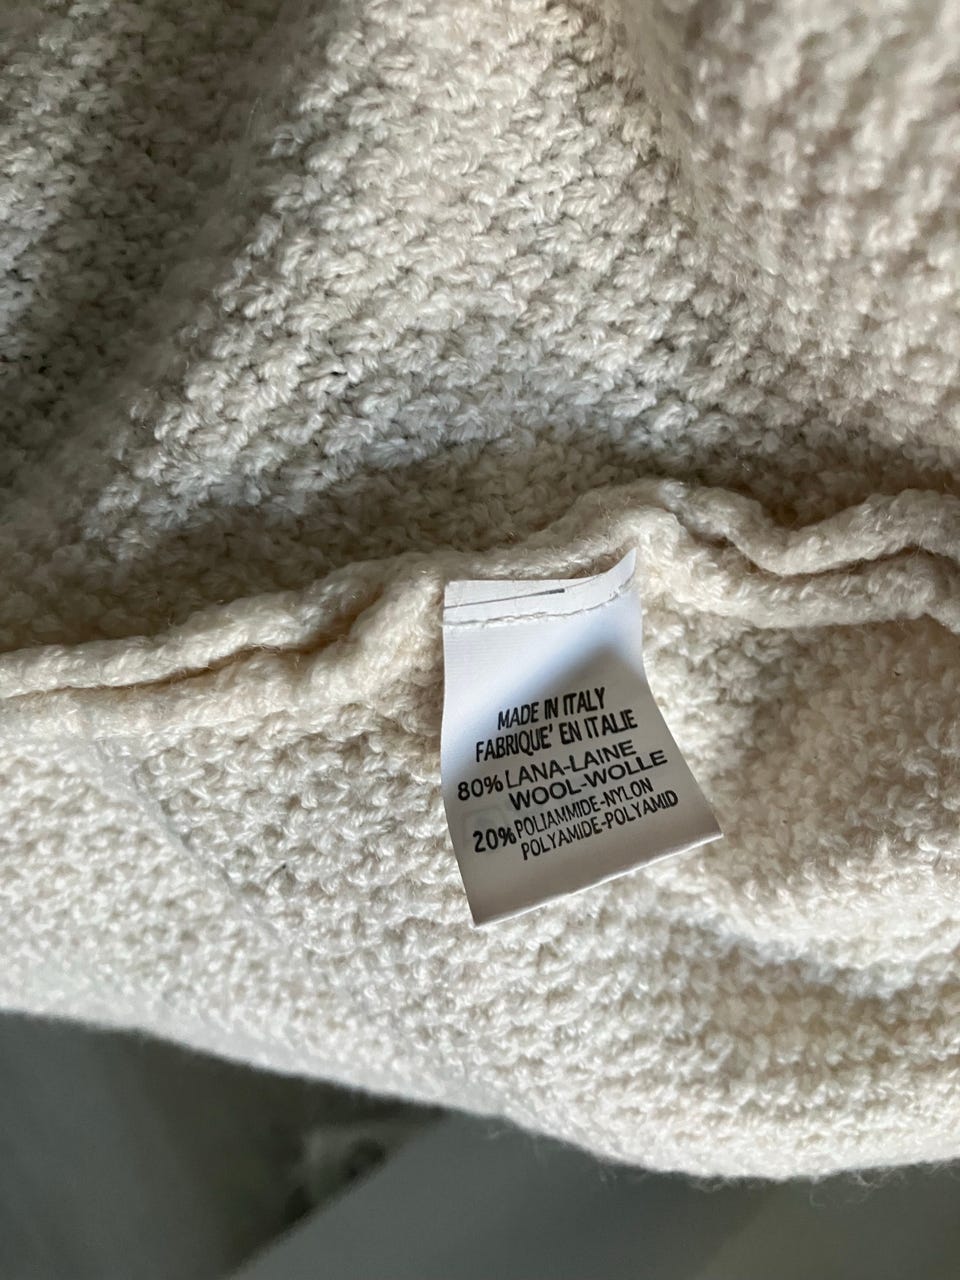 MADE IN ITALY
FABRIQUE' EN ITALIE
80% LANA-LAINE
WOOL-WOLLE
20% POLIAMMIDE-NYLON
POLYAMIDE-POLYAMID